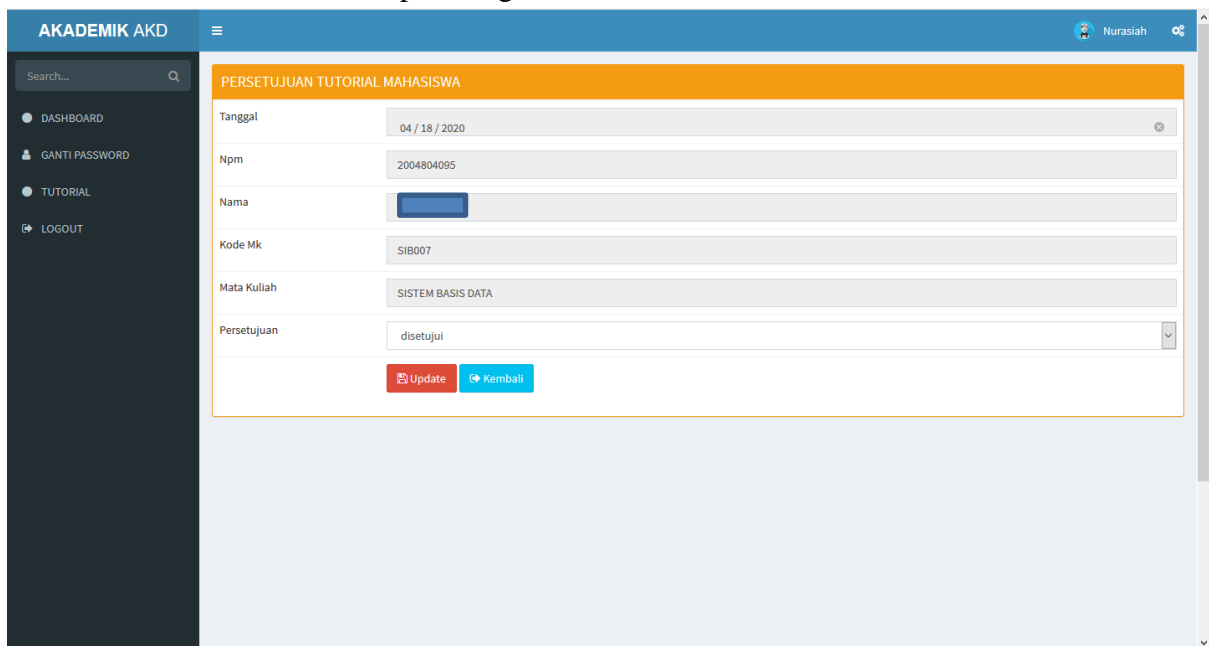 AKADEMIK AKD
Nurasiah
Search...
DASHBOARD
GANTI PASSWORD
TUTORIAL
LOGOUT
PERSETUJUAN TUTORIAL MAHASISWA
Tanggal 04 / 18 / 2020
Npm 2004804095
Nama
Kode Mk SIB007
Mata Kuliah SISTEM BASIS DATA
Persetujuan disetujui
Update Kembali